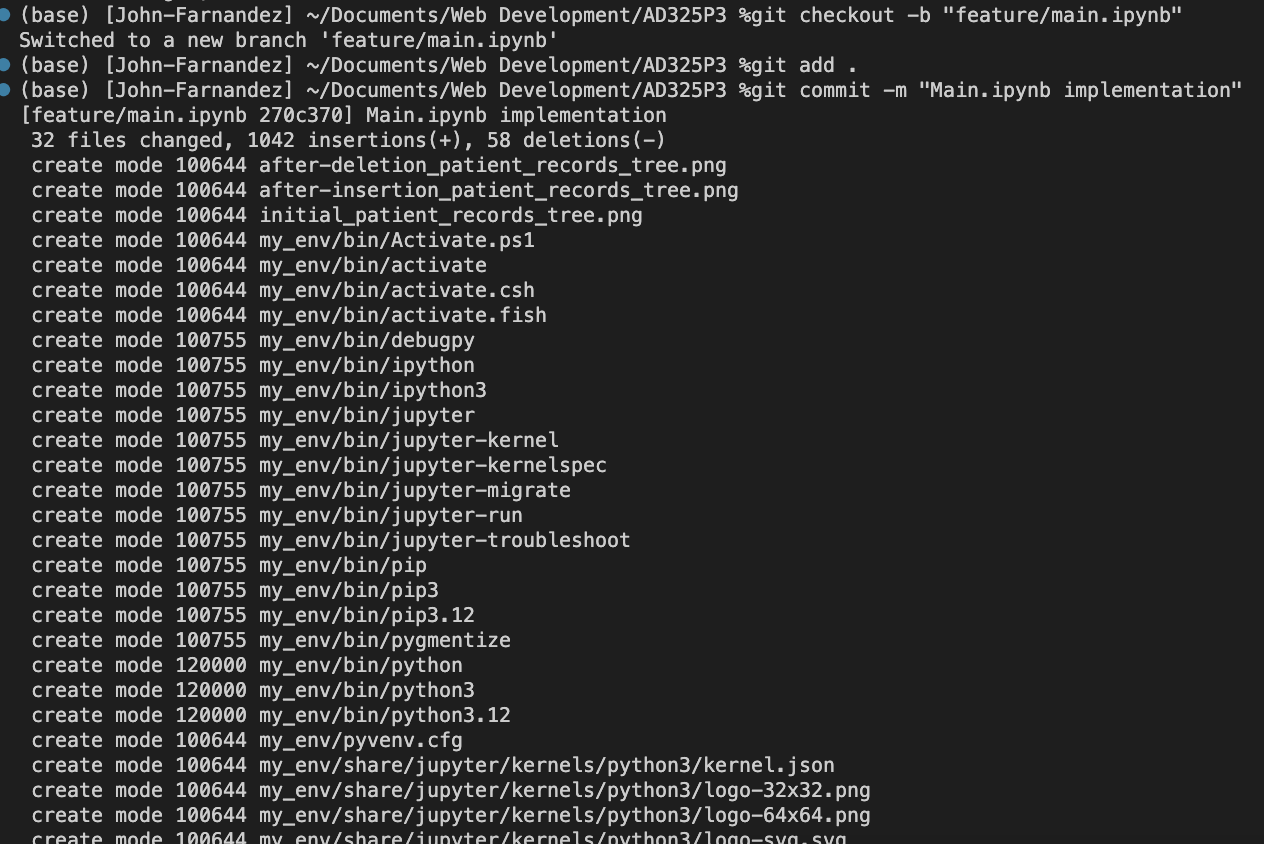 (base) [John-Farnandez] ~/Documents/Web Development/AD325P3 %git checkout -b "feature/main.ipynb"
Switched to a new branch 'feature/main.ipynb'
(base) [John-Farnandez] ~/Documents/Web Development/AD325P3 %git add .
(base) [John-Farnandez] ~/Documents/Web Development/AD325P3 %git commit -m "Main.ipynb implementation"
[feature/main.ipynb 270c370] Main.ipynb implementation
32 files changed, 1042 insertions(+), 58 deletions(-)
create mode 100644 after-deletion_patient_records_tree.png
create mode 100644 after-insertion_patient_records_tree.png
create mode 100644 initial_patient_records_tree.png
create mode 100644 my_env/bin/Activate.ps1
create mode 100644 my_env/bin/activate
create mode 100644 my_env/bin/activate.csh
create mode 100644 my_env/bin/activate.fish
create mode 100755 my_env/bin/debugpy
create mode 100755 my_env/bin/ipython
create mode 100755 my_env/bin/ipython3
create mode 100755 my_env/bin/jupyter
create mode 100755 my_env/bin/jupyter-kernel
create mode 100755 my_env/bin/jupyter-kernelspec
create mode 100755 my_env/bin/jupyter-migrate
create mode 100755 my_env/bin/jupyter-run
create mode 100755 my_env/bin/jupyter-troubleshoot
create mode 100755 my_env/bin/pip
create mode 100755 my_env/bin/pip3
create mode 100755 my_env/bin/pip3.12
create mode 100755 my_env/bin/pygmentize
create mode 120000 my_env/bin/python
create mode 120000 my_env/bin/python3
create mode 120000 my_env/bin/python3.12
create mode 100644 my_env/pyvenv.cfg
create mode 100644 my_env/share/jupyter/kernels/python3/kernel.json
create mode 100644 my_env/share/jupyter/kernels/python3/logo-32x32.png
create mode 100644 my_env/share/jupyter/kernels/python3/logo-64x64.png
create mode 100644 my_env/share/jupyter/kernels/python3/logo-svg.svg